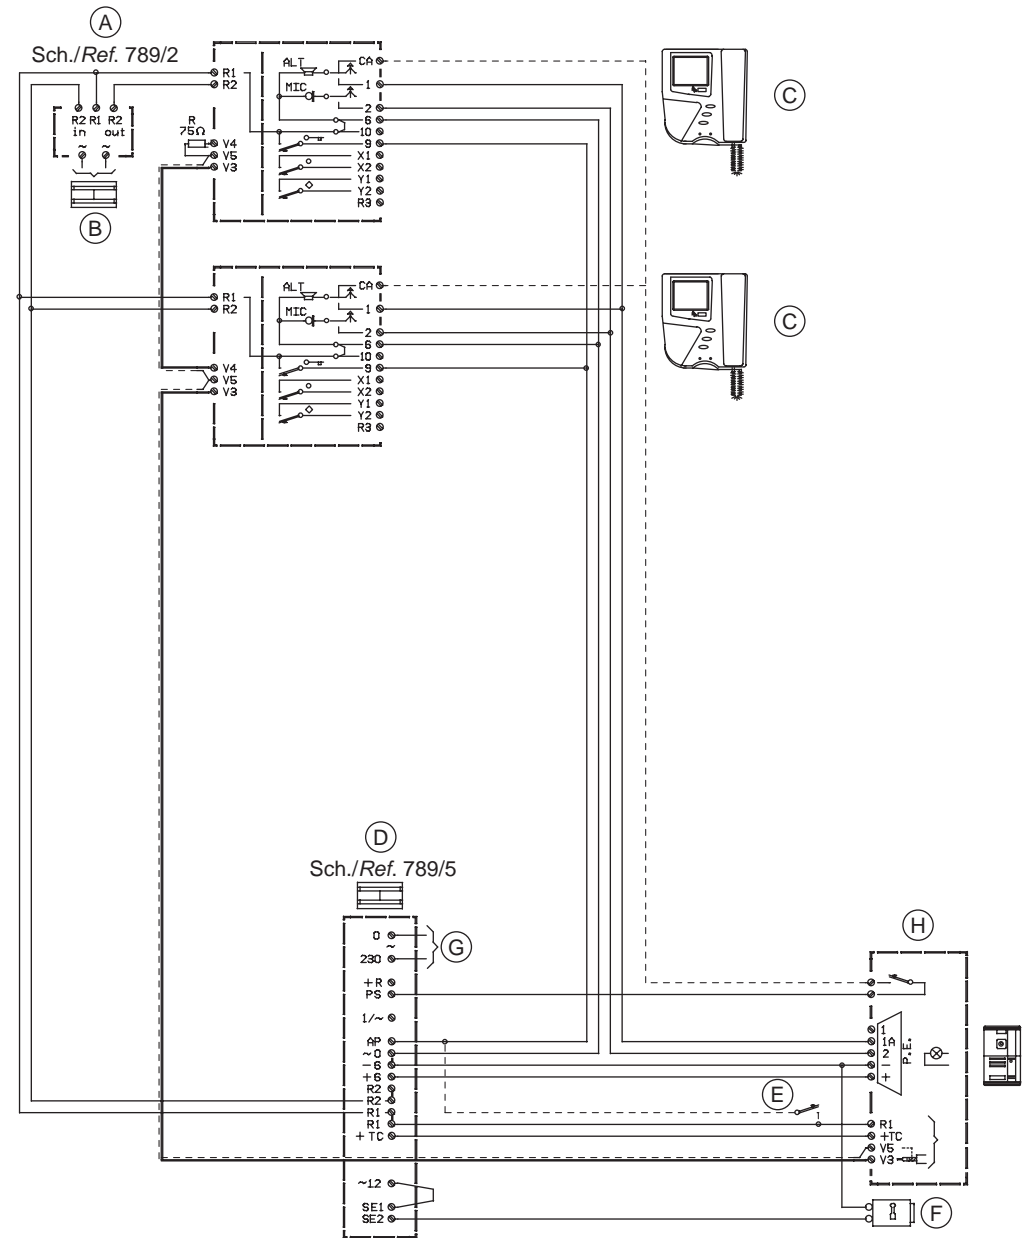 A
Sch./Ref. 789/2
R2 R1 R2
in out
~ ~
B
R
75Ω
R1
R2
V4
V5
V3
ALT
MIC
CA
1
2
6
10
9
X1
X2
Y1
Y2
R3
C
R1
R2
V4
V5
V3
ALT
MIC
CA
1
2
6
10
9
X1
X2
Y1
Y2
R3
C
D
Sch./Ref. 789/5
0
~
230
G
+R
PS
1/~
AP
~0
−6
+6
R2
R2
R1
R1
+TC
~12
SE1
SE2
E
H
1
1A
2
−
+
P.E.
R1
+TC
V5
V3
F